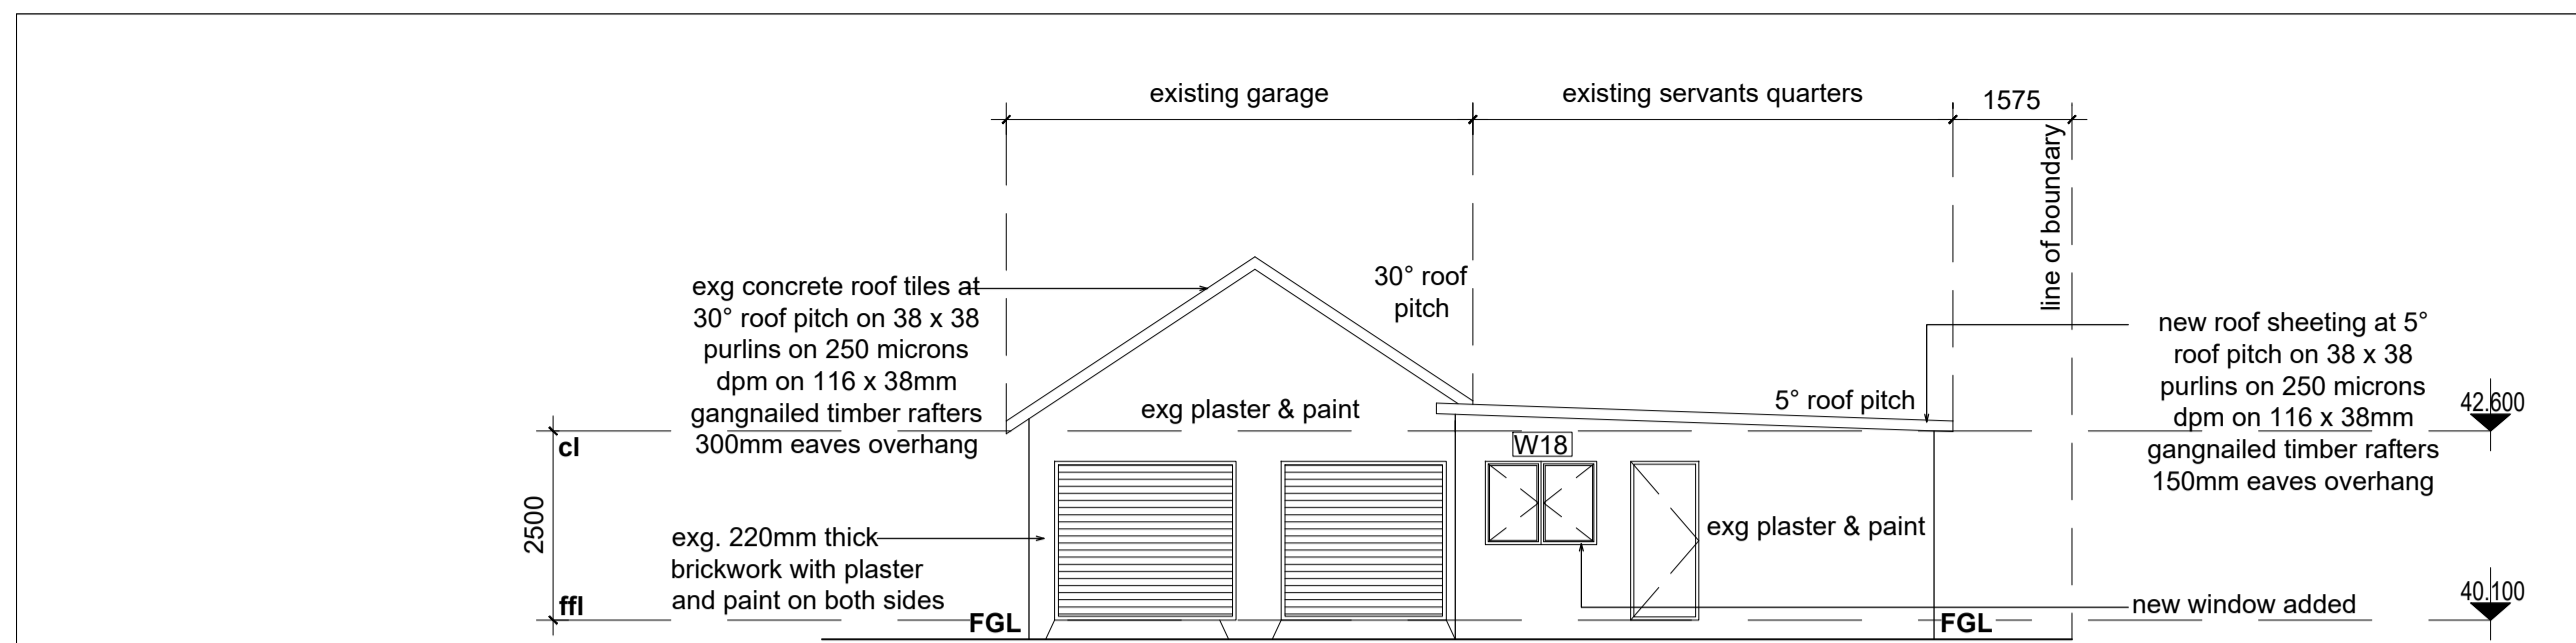 existing garage
existing servants quarters
1575
line of boundary
exg concrete roof tiles at
30° roof pitch on 38 x 38
purlins on 250 microns
dpm on 116 x 38mm
gangnailed timber rafters
300mm eaves overhang
30° roof
pitch
new roof sheeting at 5°
roof pitch on 38 x 38
purlins on 250 microns
dpm on 116 x 38mm
gangnailed timber rafters
150mm eaves overhang
42.600
exg plaster & paint
5° roof pitch
cl
W18
2500
exg. 220mm thick
brickwork with plaster
and paint on both sides
exg plaster & paint
ffl
FGL
FGL
new window added
40.100